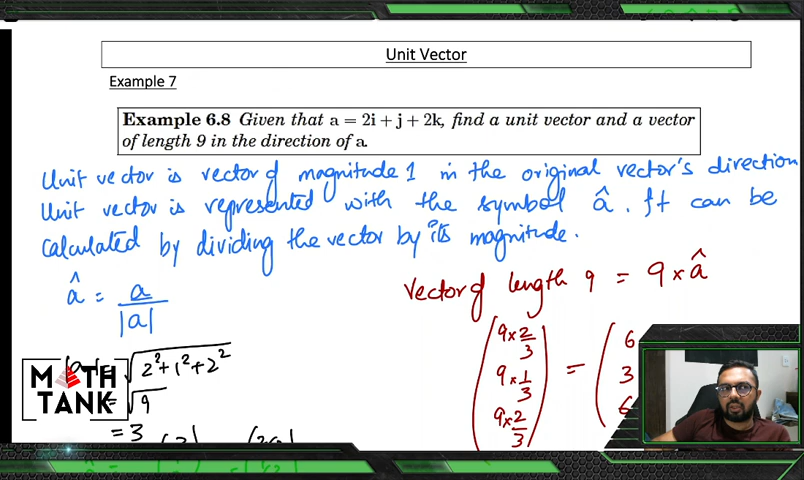 Unit Vector
Example 7
Example 6.8 Given that a = 2i + j + 2k, find a unit vector and a vector
of length 9 in the direction of a.
Unit vector is vector of magnitude 1 in the original vector's direction
Unit vector is represented with the symbol â. It can be
calculated by dividing the vector by its magnitude.
â = a / |a|
Vector of length 9 = 9 × â
= √(2² + 1² + 2²)
= √9
= 3
(9×2/3, 9×1/3, 9×2/3) = (6, 3, 6
MATH
TANK